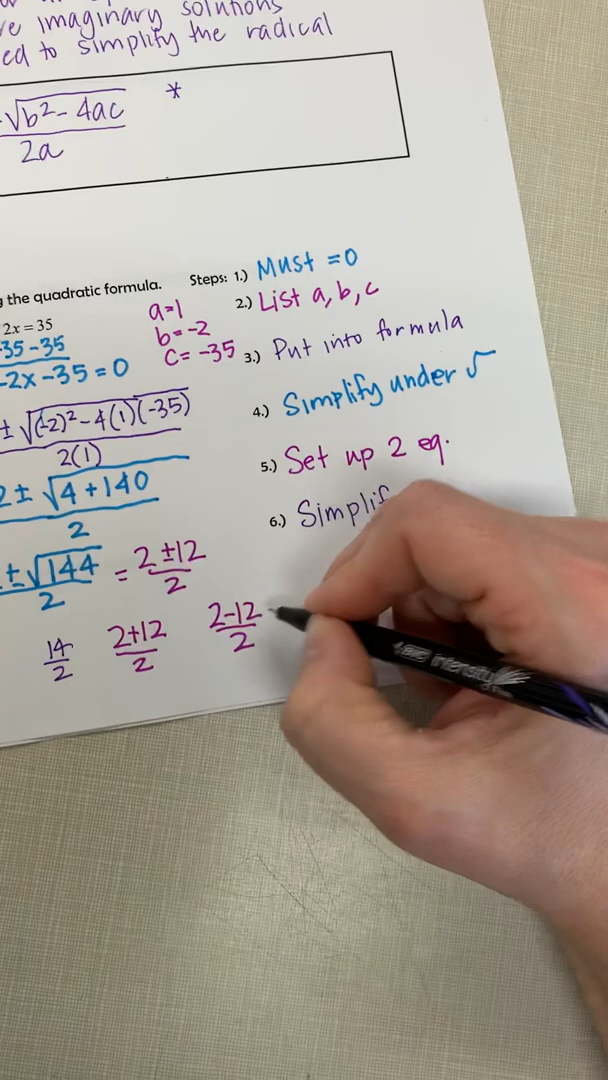 imaginary solutions
to simplify the radical
√b² - 4ac *
2a
the quadratic formula. Steps: 1.) Must = 0
2x = 35 a=1 2.) List a, b, c
-35 -35 b=-2
-2x - 35 = 0 c= -35 3.) Put into formula
± √(-2)² - 4(1)(-35) 4.) Simplify under √
2(1) 5.) Set up 2 eq.
2 ± √4 + 140 6.) Simplif
2
± √144 = 2 ± 12
2 2
14 2+12 2-12
2 2 2
intensity